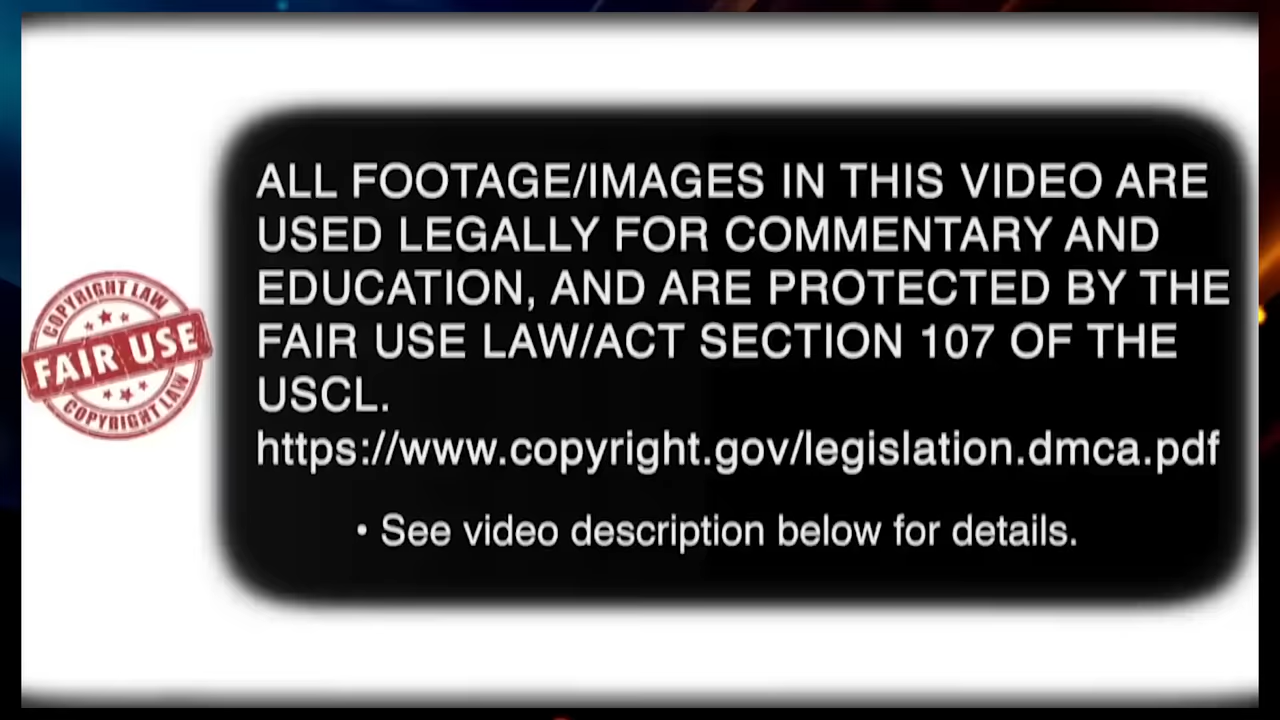 COPYRIGHT LAW
FAIR USE
COPYRIGHT LAW
ALL FOOTAGE/IMAGES IN THIS VIDEO ARE
USED LEGALLY FOR COMMENTARY AND
EDUCATION, AND ARE PROTECTED BY THE
FAIR USE LAW/ACT SECTION 107 OF THE
USCL.
https://www.copyright.gov/legislation.dmca.pdf
• See video description below for details.